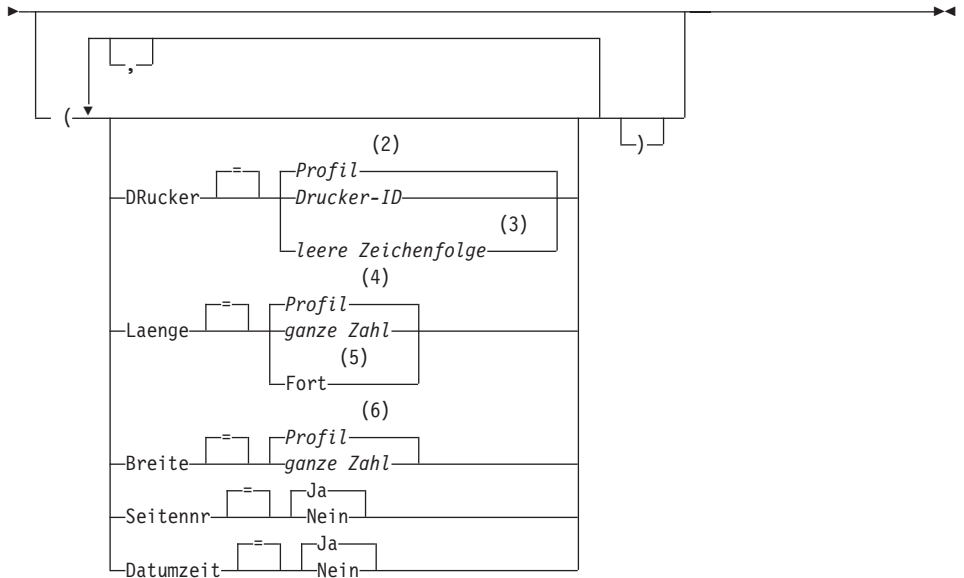 ,
(
)
(2)
DRucker = Profil
Drucker-ID
(3)
leere Zeichenfolge
(4)
Laenge = Profil
ganze Zahl
(5)
Fort
(6)
Breite = Profil
ganze Zahl
Seitennr = Ja
Nein
Datumzeit = Ja
Nein